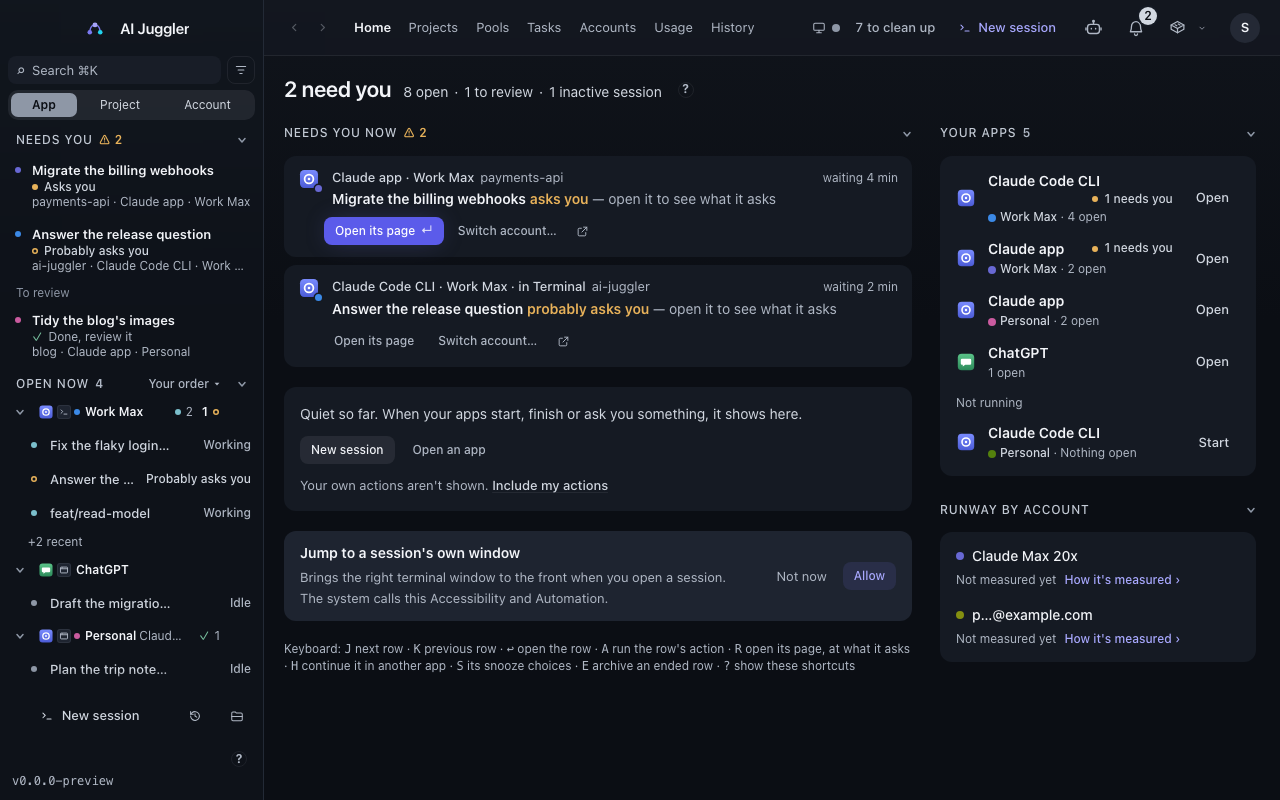 AI Juggler
Search ⌘K
App Project Account
NEEDS YOU 2
Migrate the billing webhooks
Asks you
payments-api · Claude app · Work Max
Answer the release question
Probably asks you
ai-juggler · Claude Code CLI · Work ...
To review
Tidy the blog's images
Done, review it
blog · Claude app · Personal
OPEN NOW 4 Your order
Work Max 2 1
Fix the flaky login... Working
Answer the ... Probably asks you
feat/read-model Working
+2 recent
ChatGPT
Draft the migratio... Idle
Personal Claud... 1
Plan the trip note... Idle
New session
?
v0.0.0-preview
Home Projects Pools Tasks Accounts Usage History
7 to clean up New session 2 S
2 need you 8 open · 1 to review · 1 inactive session ?
NEEDS YOU NOW 2
Claude app · Work Max payments-api waiting 4 min
Migrate the billing webhooks asks you — open it to see what it asks
Open its page ↵ Switch account...
Claude Code CLI · Work Max · in Terminal ai-juggler waiting 2 min
Answer the release question probably asks you — open it to see what it asks
Open its page Switch account...
Quiet so far. When your apps start, finish or ask you something, it shows here.
New session Open an app
Your own actions aren't shown. Include my actions
Jump to a session's own window
Brings the right terminal window to the front when you open a session.
The system calls this Accessibility and Automation.
Not now Allow
Keyboard: J next row · K previous row · ↩ open the row · A run the row's action · R open its page, at what it asks
· H continue it in another app · S its snooze choices · E archive an ended row · ? show these shortcuts
YOUR APPS 5
Claude Code CLI
1 needs you
Work Max · 4 open
Open
Claude app 1 needs you
Work Max · 2 open
Open
Claude app
Personal · 2 open
Open
ChatGPT
1 open
Open
Not running
Claude Code CLI
Personal · Nothing open
Start
RUNWAY BY ACCOUNT
Claude Max 20x
Not measured yet How it's measured ›
p...@example.com
Not measured yet How it's measured ›